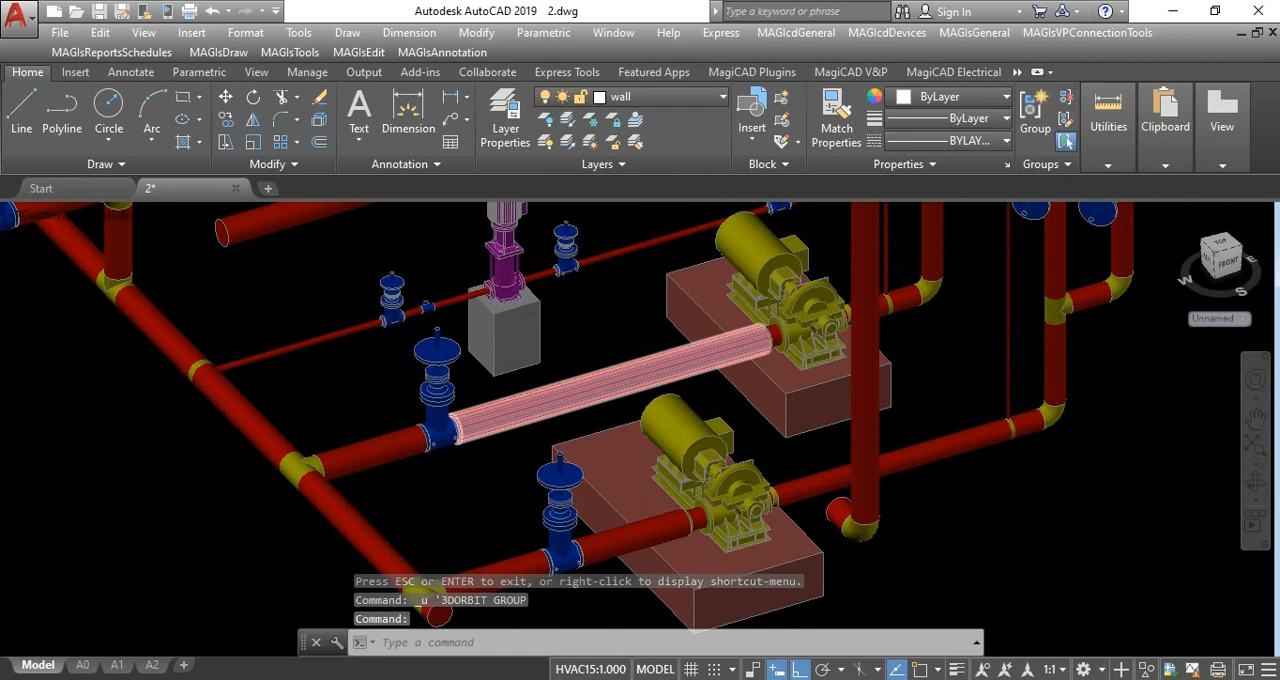 Autodesk AutoCAD 2019 2.dwg
Type a keyword or phrase
Sign In
File Edit View Insert Format Tools Draw Dimension Modify Parametric Window Help Express MAGIcdGeneral MAGIcdDevices MAGIsGeneral MAGIsVPConnectionTools
MAGIsReportsSchedules MAGIsDraw MAGIsTools MAGIsEdit MAGIsAnnotation
Home Insert Annotate Parametric View Manage Output Add-ins Collaborate Express Tools Featured Apps MagiCAD Plugins MagiCAD V&P MagiCAD Electrical
wall
ByLayer
ByLayer
BYLAY...
Line Polyline Circle Arc
Text Dimension
Layer Properties
Insert
Match Properties
Group
Utilities
Clipboard
View
Draw Modify Annotation Layers Block Properties Groups
Start 2*
TOP
FRONT
W
E
S
Unnamed
Press ESC or ENTER to exit, or right-click to display shortcut-menu.
Command: _u '3DORBIT GROUP
Command:
Type a command
Model A0 A1 A2 +
HVAC15:1.000 MODEL 1:1